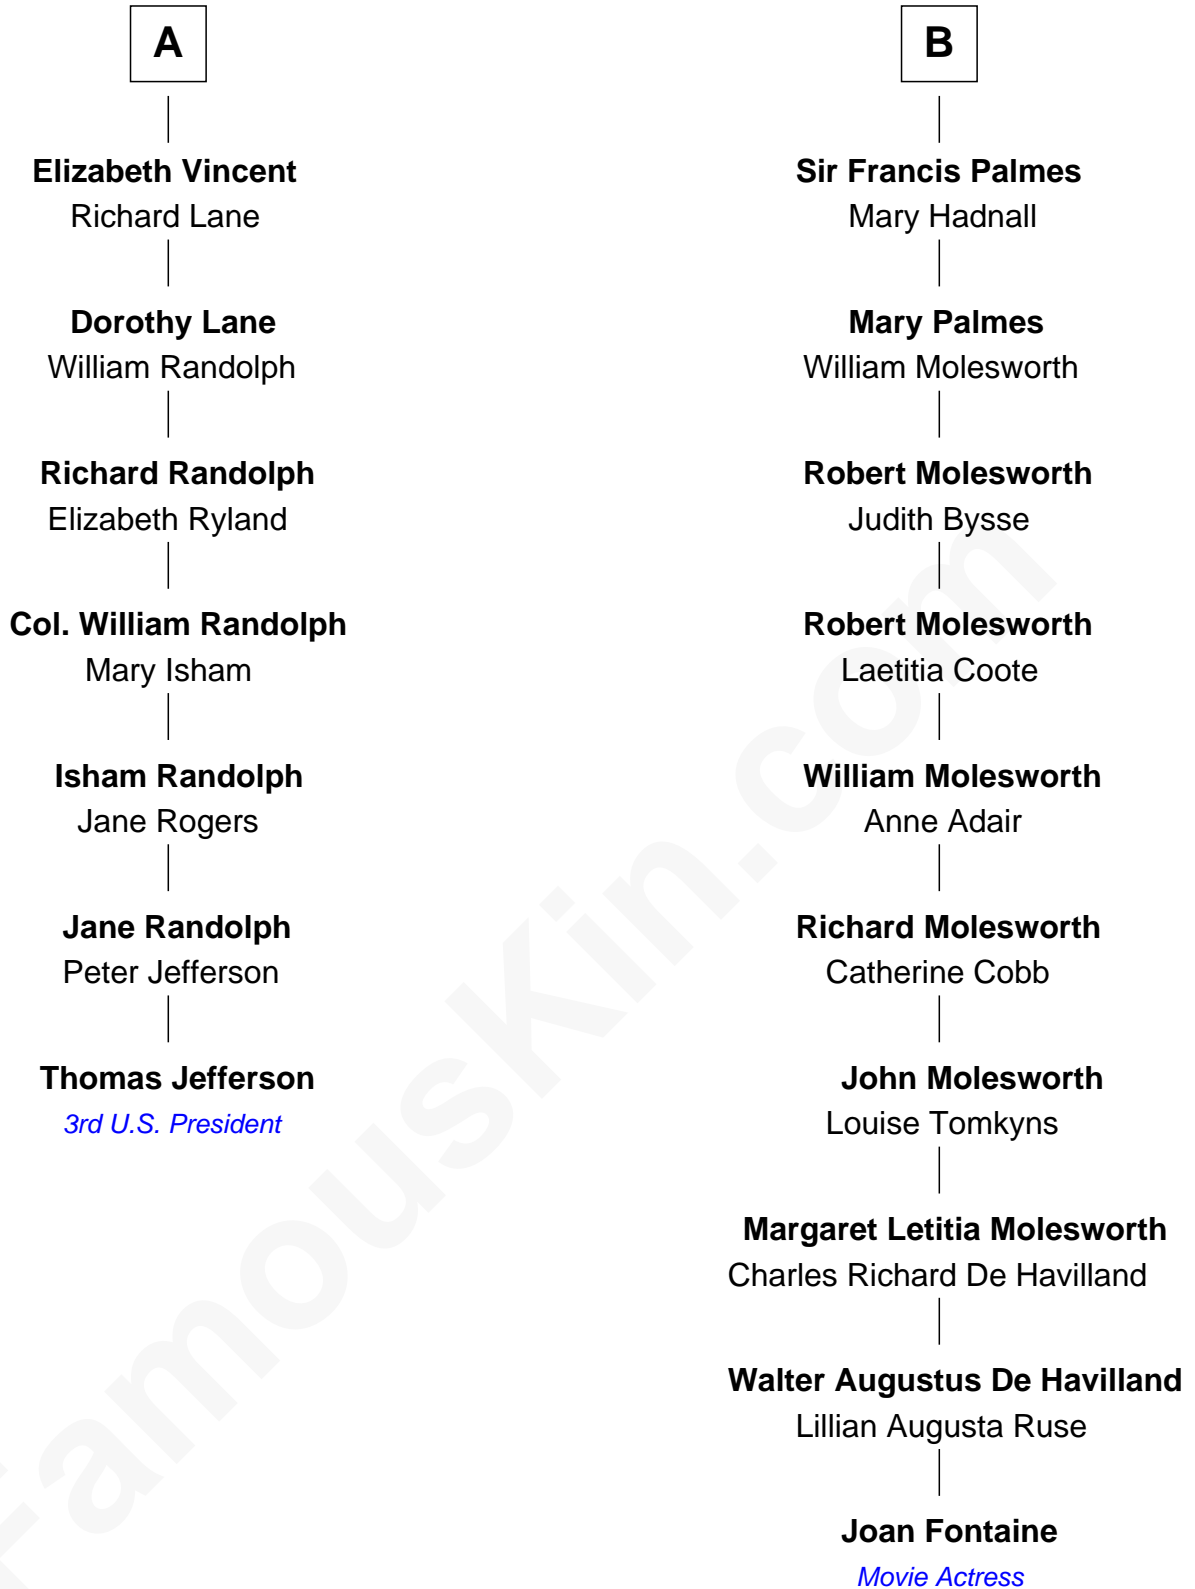 A
Elizabeth Vincent
Richard Lane
Dorothy Lane
William Randolph
Richard Randolph
Elizabeth Ryland
Col. William Randolph
Mary Isham
Isham Randolph
Jane Rogers
Jane Randolph
Peter Jefferson
Thomas Jefferson
3rd U.S. President
B
Sir Francis Palmes
Mary Hadnall
Mary Palmes
William Molesworth
Robert Molesworth
Judith Bysse
Robert Molesworth
Laetitia Coote
William Molesworth
Anne Adair
Richard Molesworth
Catherine Cobb
John Molesworth
Louise Tomkyns
Margaret Letitia Molesworth
Charles Richard De Havilland
Walter Augustus De Havilland
Lillian Augusta Ruse
Joan Fontaine
Movie Actress
FamousKin.com